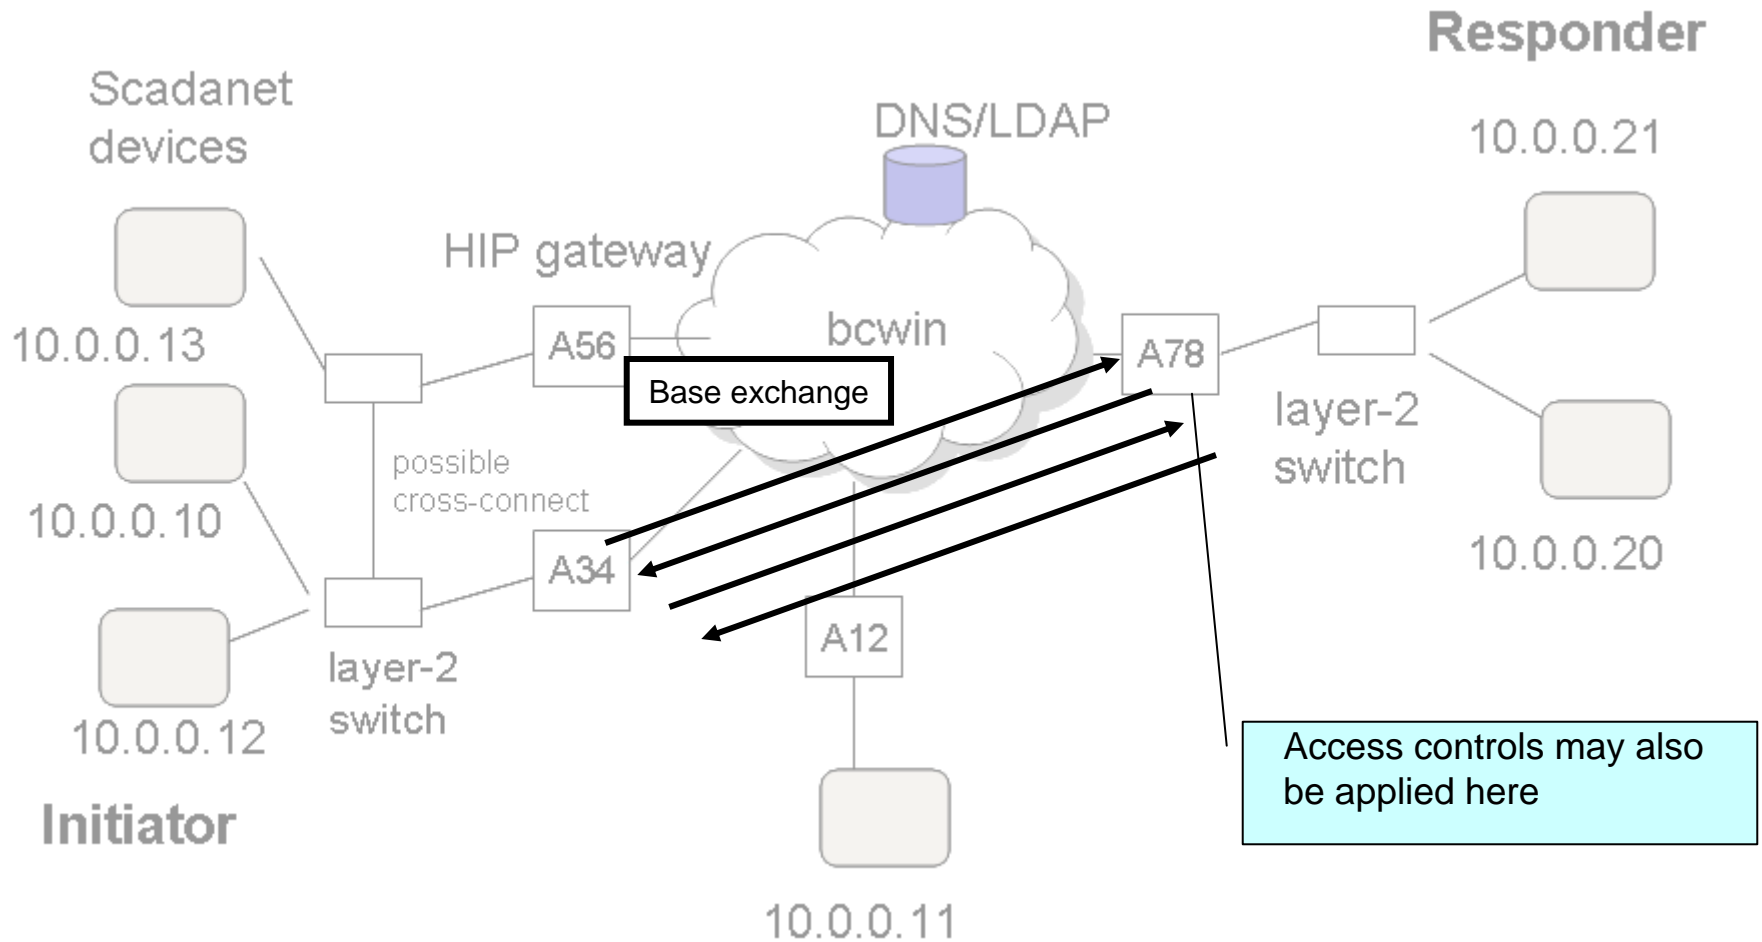 Responder
Scadanet
devices
DNS/LDAP
10.0.0.21
HIP gateway
10.0.0.13
A56
bcwin
A78
Base exchange
layer-2
switch
possible
cross-connect
10.0.0.10
A34
10.0.0.20
A12
layer-2
switch
10.0.0.12
Access controls may also
be applied here
Initiator
10.0.0.11